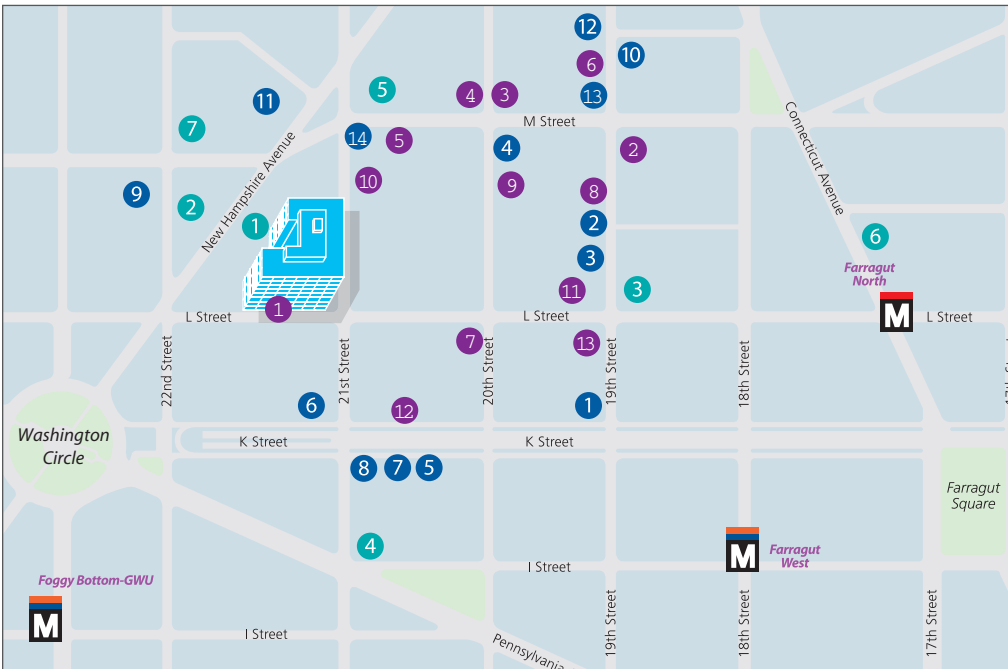 12
10
6
13
5
4
3
11
M Street
7
14
5
4
2
Connecticut Avenue
10
9
8
9
2
New Hampshire Avenue
1
2
6
3
Farragut
North
11
3
1
M
L Street
L Street
L Street
7
13
22nd Street
21st Street
20th Street
19th Street
18th Street
6
12
1
Washington
Circle
K Street
K Street
8
7
5
Farragut
Square
4
M
Farragut
West
I Street
Foggy Bottom-GWU
M
I Street
19th Street
18th Street
17th Street
Pennsylvania